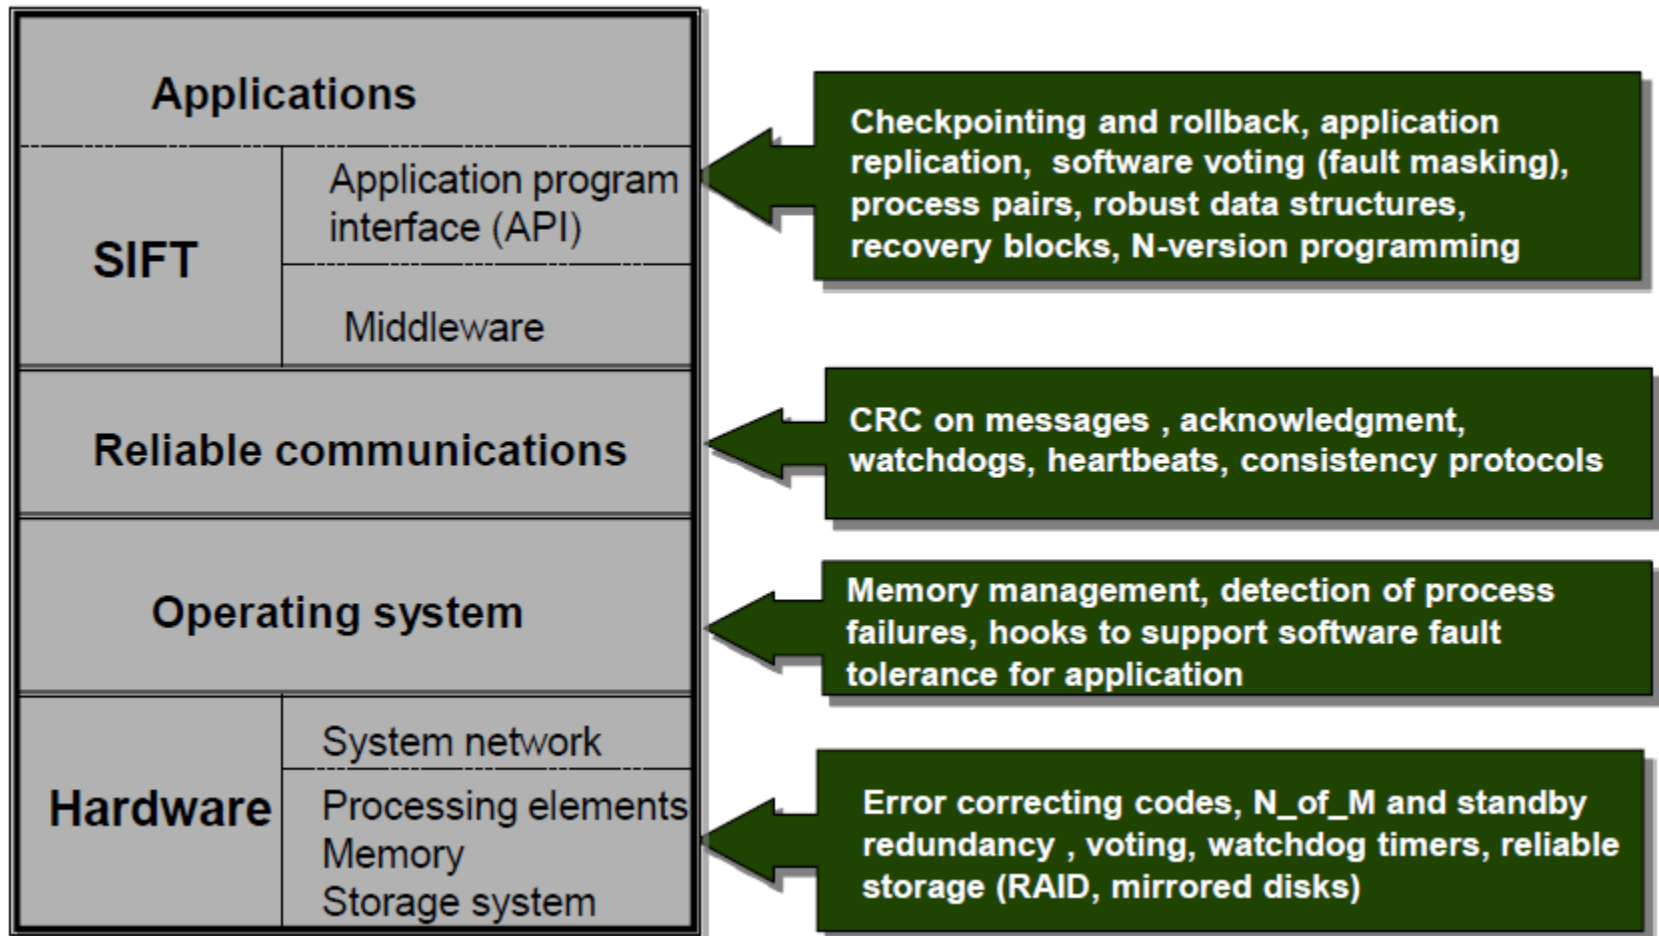 Applications
SIFT
Application program
interface (API)
Middleware
Checkpointing and rollback, application
replication, software voting (fault masking),
process pairs, robust data structures,
recovery blocks, N-version programming
Reliable communications
CRC on messages , acknowledgment,
watchdogs, heartbeats, consistency protocols
Operating system
Memory management, detection of process
failures, hooks to support software fault
tolerance for application
Hardware
System network
Processing elements
Memory
Storage system
Error correcting codes, N_of_M and standby
redundancy , voting, watchdog timers, reliable
storage (RAID, mirrored disks)